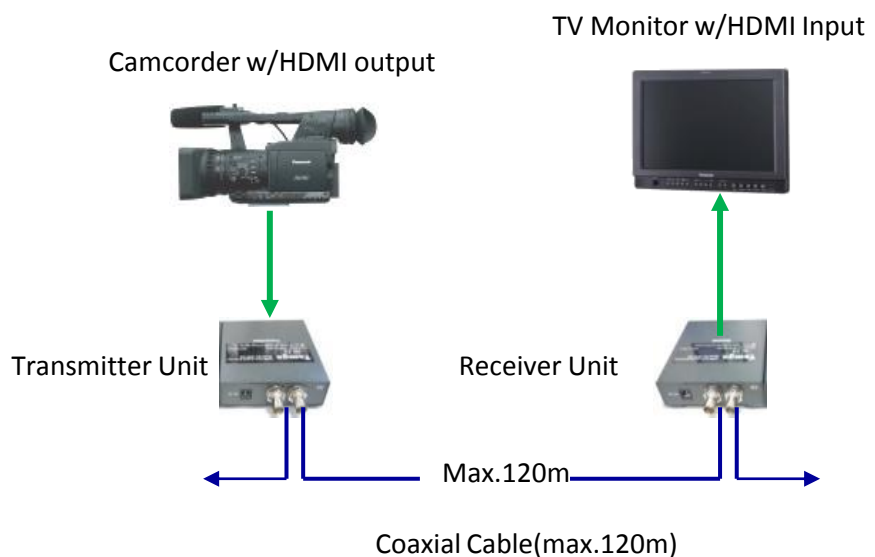 TV Monitor w/HDMI Input
Camcorder w/HDMI output
Transmitter Unit
Receiver Unit
Max.120m
Coaxial Cable(max.120m)